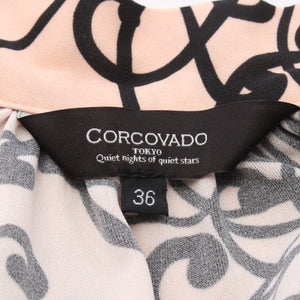 CORCOVADO
TOKYO
Quiet nights of quiet stars
36